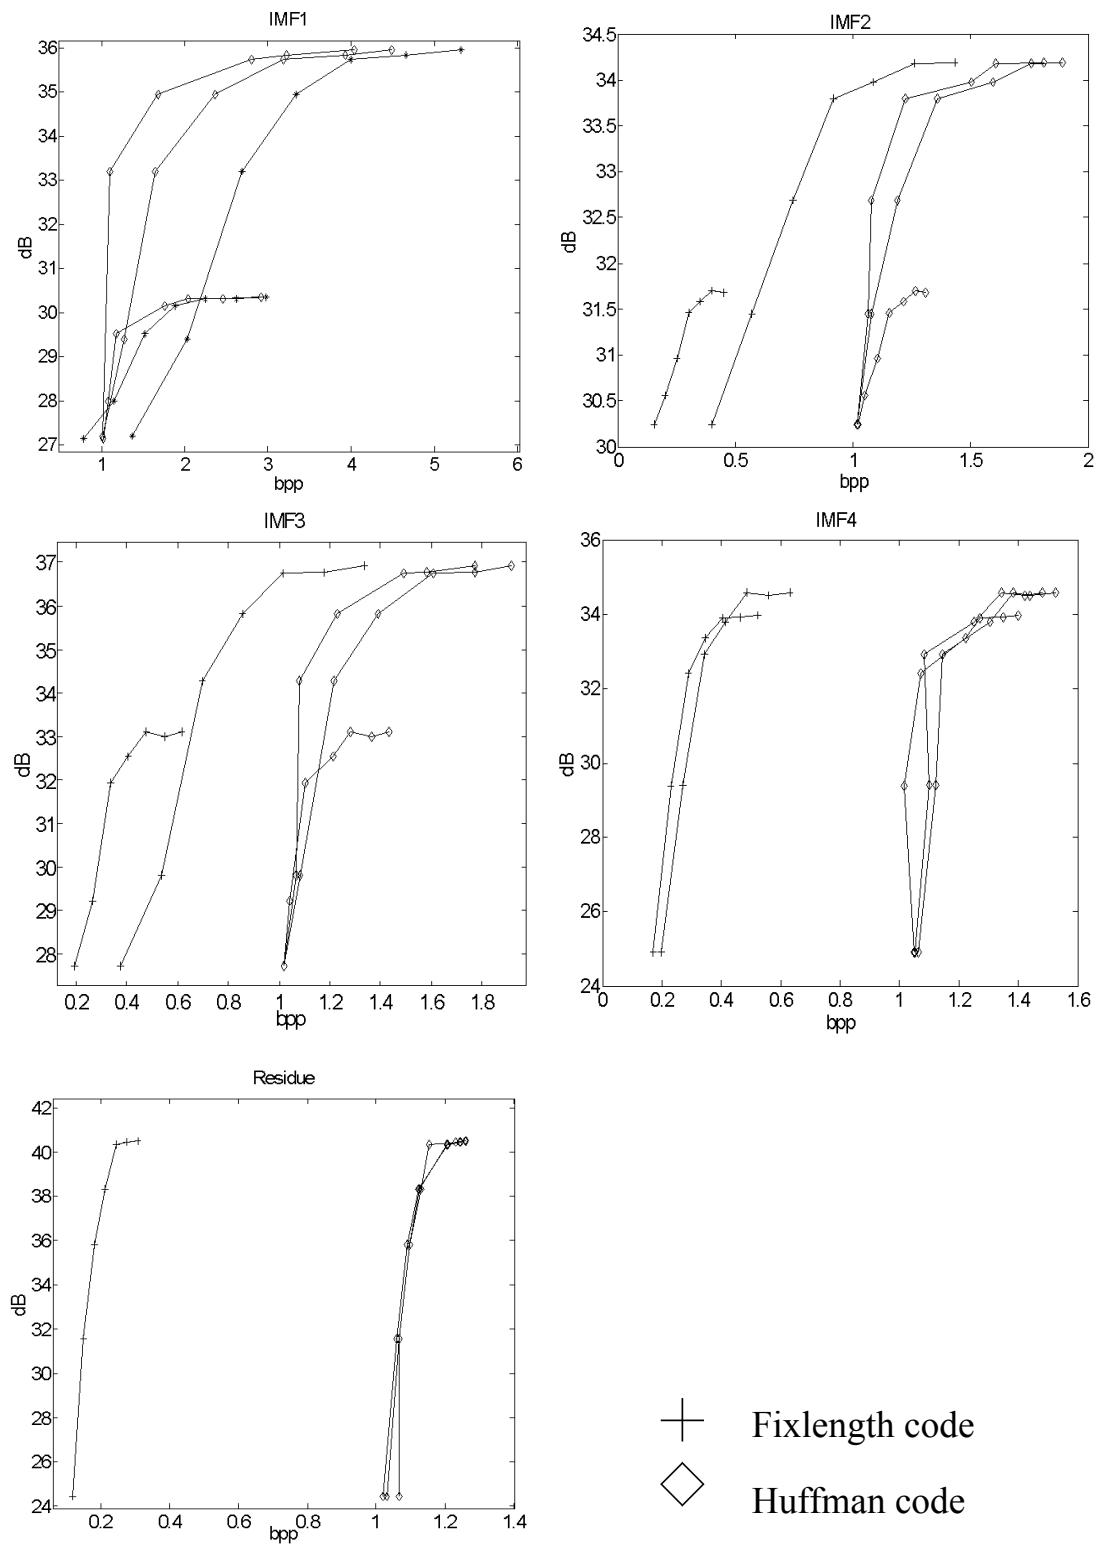 IMF1
36
35
34
33
32
31
30
29
28
27
dB
1 2 3 4 5 6
bpp
IMF2
34.5
34
33.5
33
32.5
32
31.5
31
30.5
30
dB
0 0.5 1 1.5 2
bpp
IMF3
37
36
35
34
33
32
31
30
29
28
dB
0.2 0.4 0.6 0.8 1 1.2 1.4 1.6 1.8
bpp
IMF4
36
34
32
30
28
26
24
dB
0 0.2 0.4 0.6 0.8 1 1.2 1.4 1.6
bpp
Residue
42
40
38
36
34
32
30
28
26
24
dB
0.2 0.4 0.6 0.8 1 1.2 1.4
bpp
Fixlength code
Huffman code